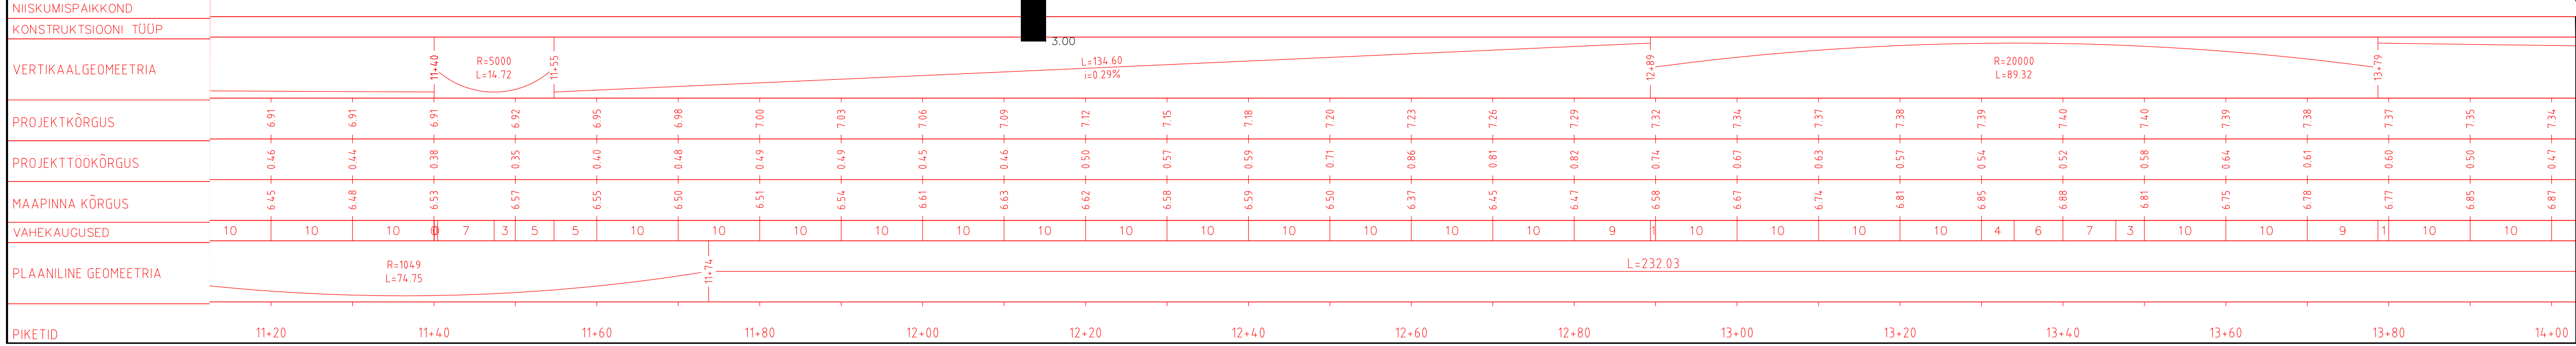 NIISKUMISPAIKKOND
KONSTRUKTSIOONI TÜÜP
3.00
VERTIKAALGEOMEETRIA
11+40
R=5000
L=14.72
11+55
L=134.60
i=0.29%
12+89
R=20000
L=89.32
13+79
PROJEKTKÕRGUS 6.91 6.91 6.91 6.92 6.95 6.98 7.00 7.03 7.06 7.09 7.12 7.15 7.18 7.20 7.23 7.26 7.29 7.32 7.34 7.37 7.38 7.39 7.40 7.40 7.39 7.38 7.37 7.35 7.34
PROJEKTTÖÖKÕRGUS 0.46 0.44 0.38 0.35 0.40 0.48 0.49 0.49 0.45 0.46 0.50 0.57 0.59 0.71 0.86 0.81 0.82 0.74 0.67 0.63 0.57 0.54 0.52 0.58 0.64 0.61 0.60 0.50 0.47
MAAPINNA KÕRGUS 6.45 6.48 6.53 6.57 6.55 6.50 6.51 6.54 6.61 6.63 6.62 6.58 6.59 6.50 6.37 6.45 6.47 6.58 6.67 6.74 6.81 6.85 6.88 6.81 6.75 6.78 6.77 6.85 6.87
VAHEKAUGUSED 10 10 10 0 7 3 5 5 10 10 10 10 10 10 10 10 10 10 10 10 9 1 10 10 10 10 4 6 7 3 10 10 9 1 10 10
PLAANILINE GEOMEETRIA
R=1049
L=74.75
11+74
L=232.03
PIKETID 11+20 11+40 11+60 11+80 12+00 12+20 12+40 12+60 12+80 13+00 13+20 13+40 13+60 13+80 14+00